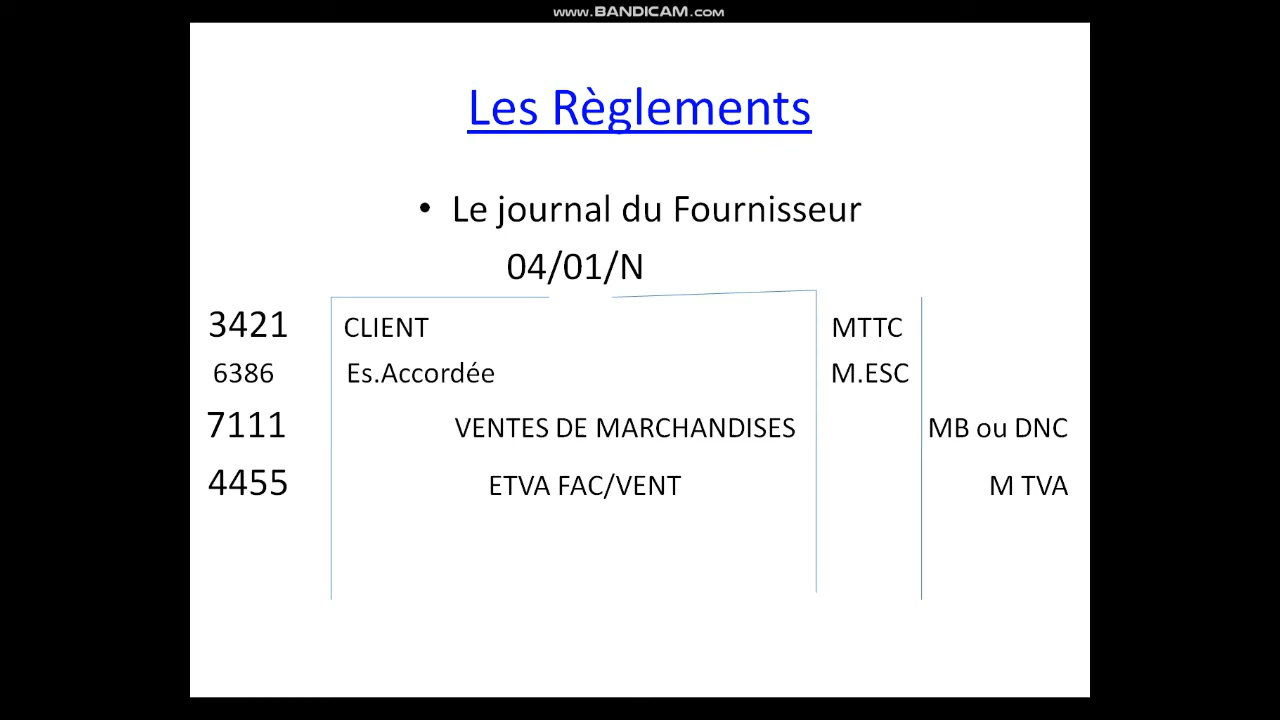 www.BANDICAM.com
Les Règlements
• Le journal du Fournisseur
04/01/N
3421 CLIENT MTTC
6386 Es.Accordée M.ESC
7111 VENTES DE MARCHANDISES MB ou DNC
4455 ETVA FAC/VENT M TVA